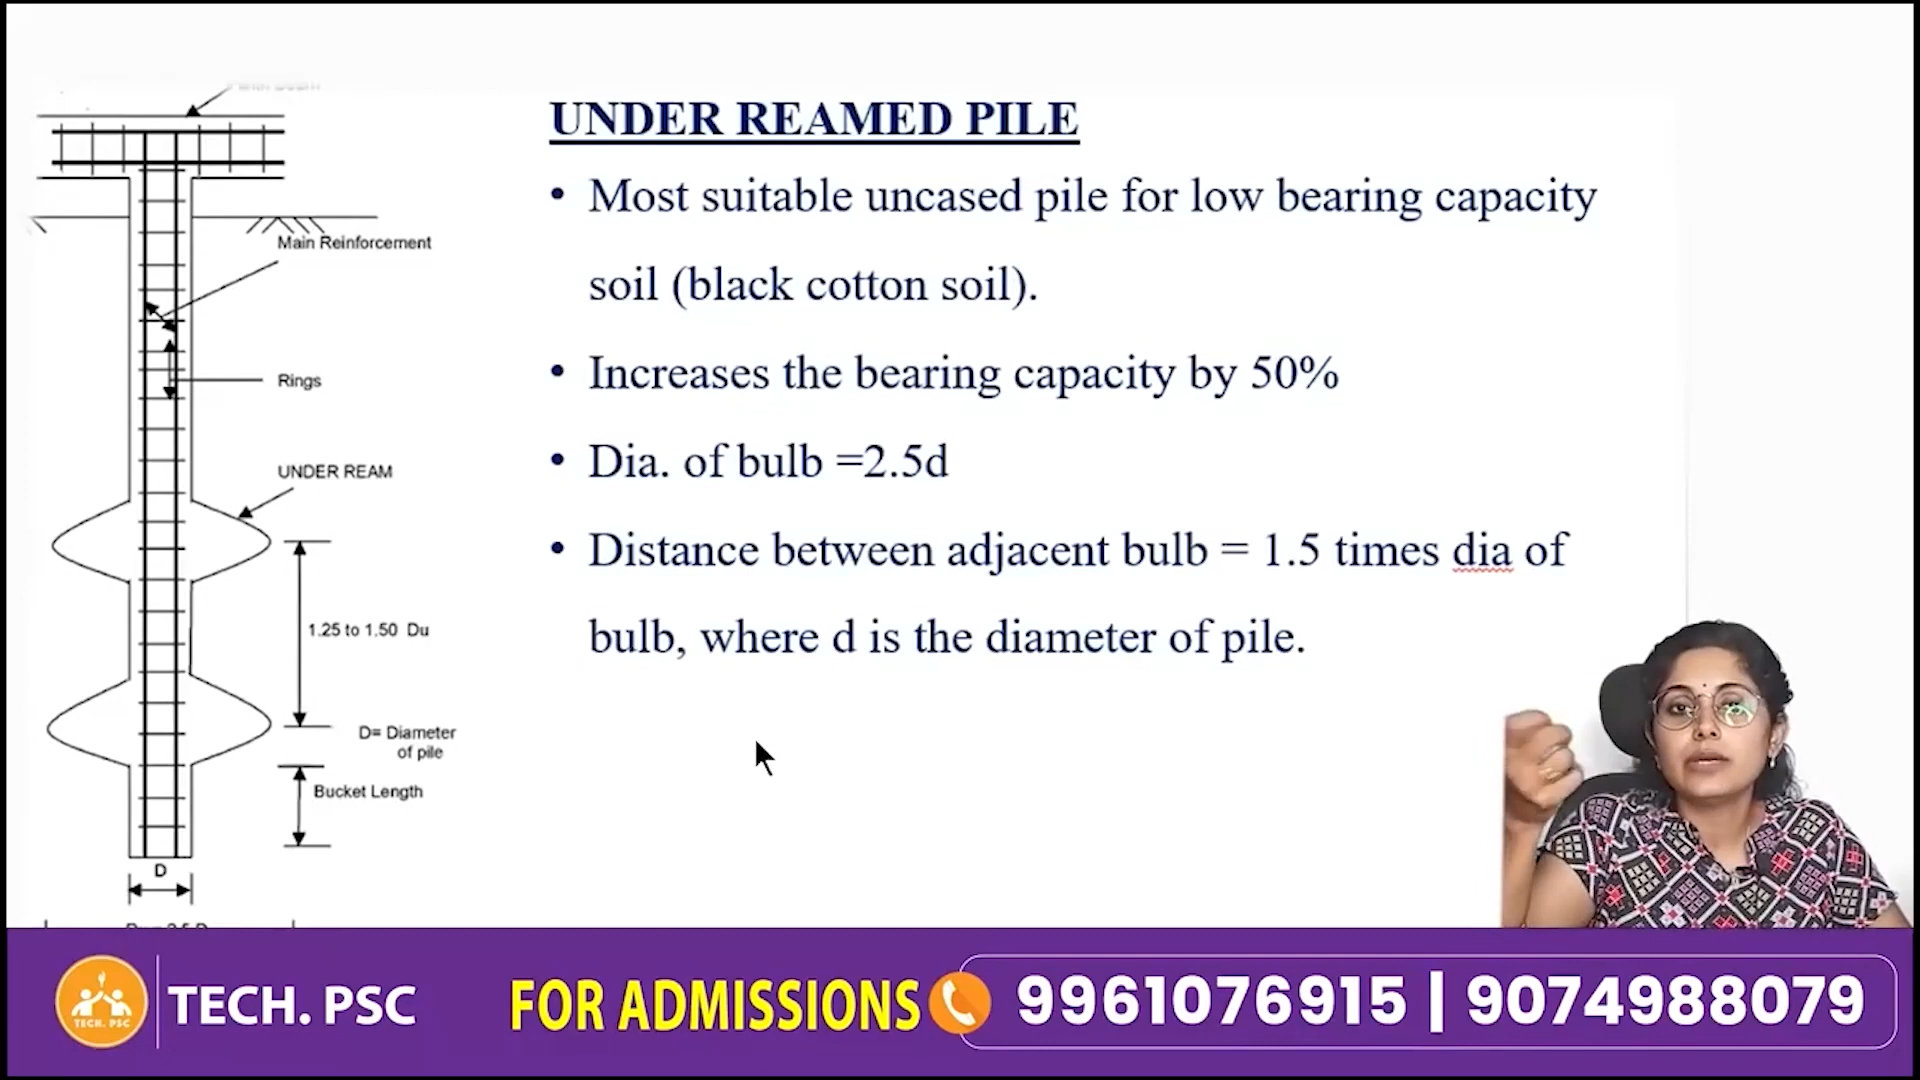 UNDER REAMED PILE
• Most suitable uncased pile for low bearing capacity
soil (black cotton soil).
• Increases the bearing capacity by 50%
• Dia. of bulb =2.5d
• Distance between adjacent bulb = 1.5 times dia of
bulb, where d is the diameter of pile.
Main Reinforcement
Rings
UNDER REAM
1.25 to 1.50 Du
D= Diameter
of pile
Bucket Length
D
TECH. PSC
TECH. PSC
FOR ADMISSIONS
9961076915 | 9074988079